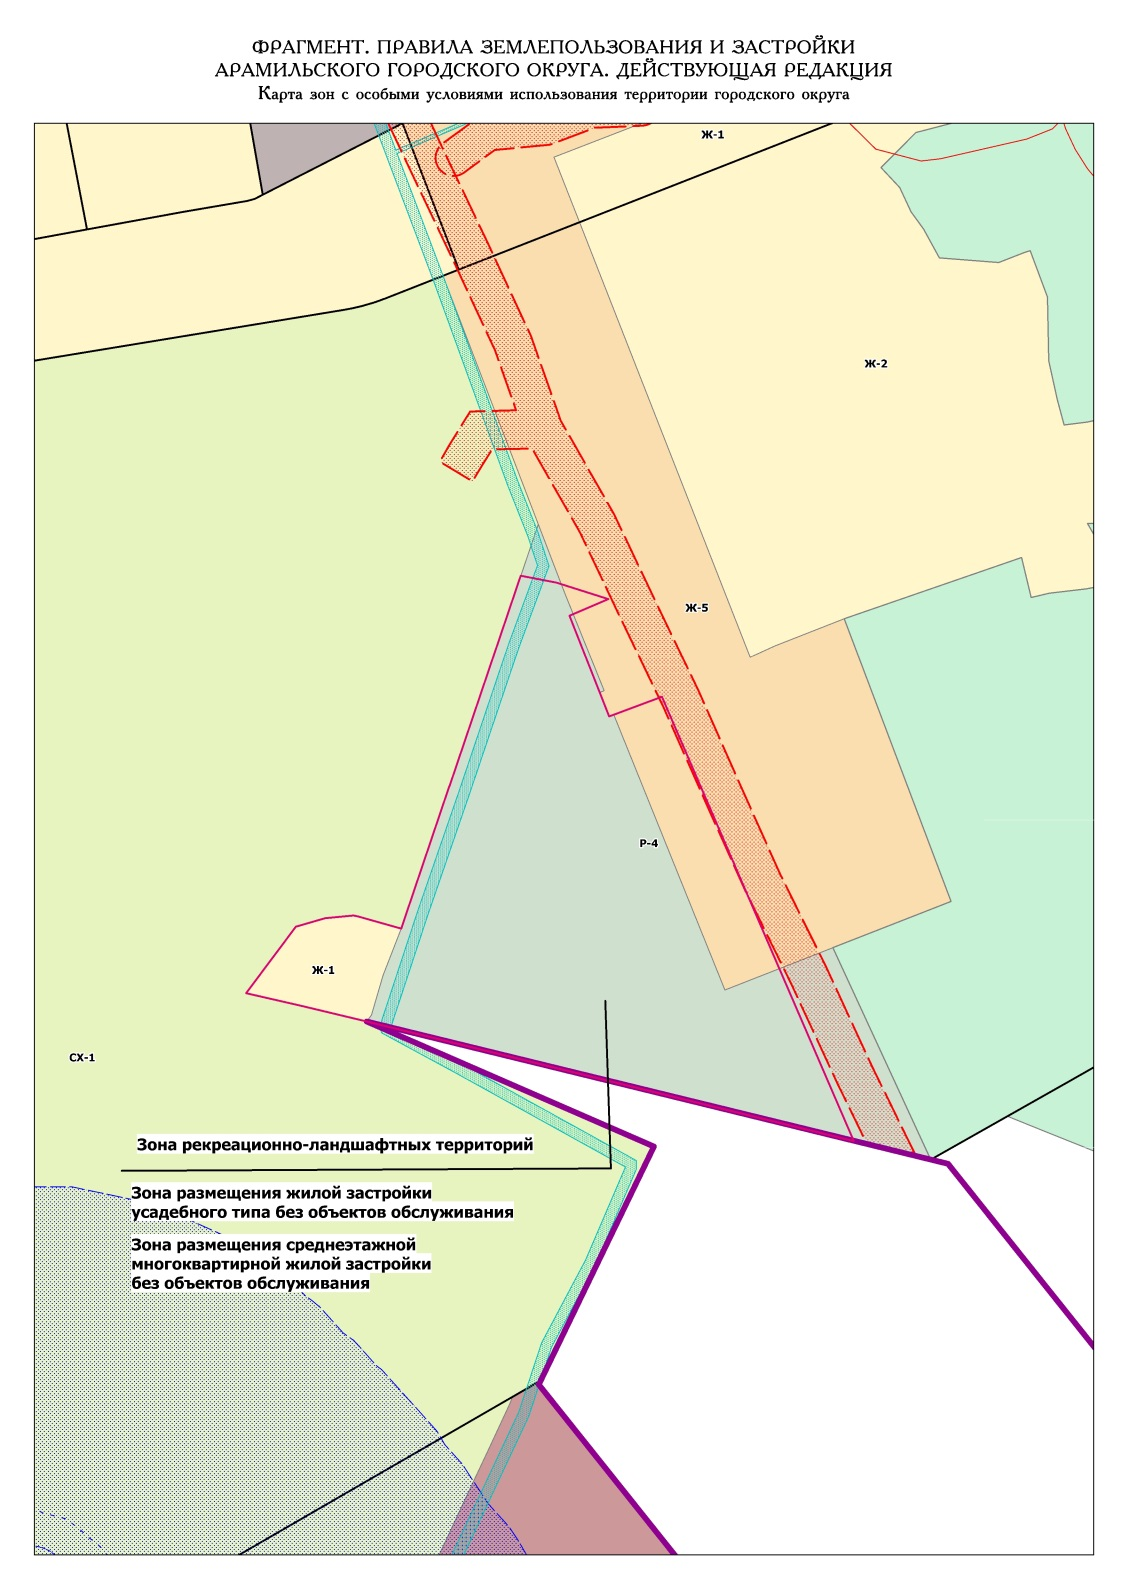 ФРАГМЕНТ. ПРАВИЛА ЗЕМЛЕПОЛЬЗОВАНИЯ И ЗАСТРОЙКИ
АРАМИЛЬСКОГО ГОРОДСКОГО ОКРУГА. ДЕЙСТВУЮЩАЯ РЕДАКЦИЯ
Карта зон с особыми условиями использования территории городского округа
Ж-1
Ж-2
Ж-5
Р-4
Ж-1
СХ-1
Зона рекреационно-ландшафтных территорий
Зона размещения жилой застройки
усадебного типа без объектов обслуживания
Зона размещения среднеэтажной
многоквартирной жилой застройки
без объектов обслуживания